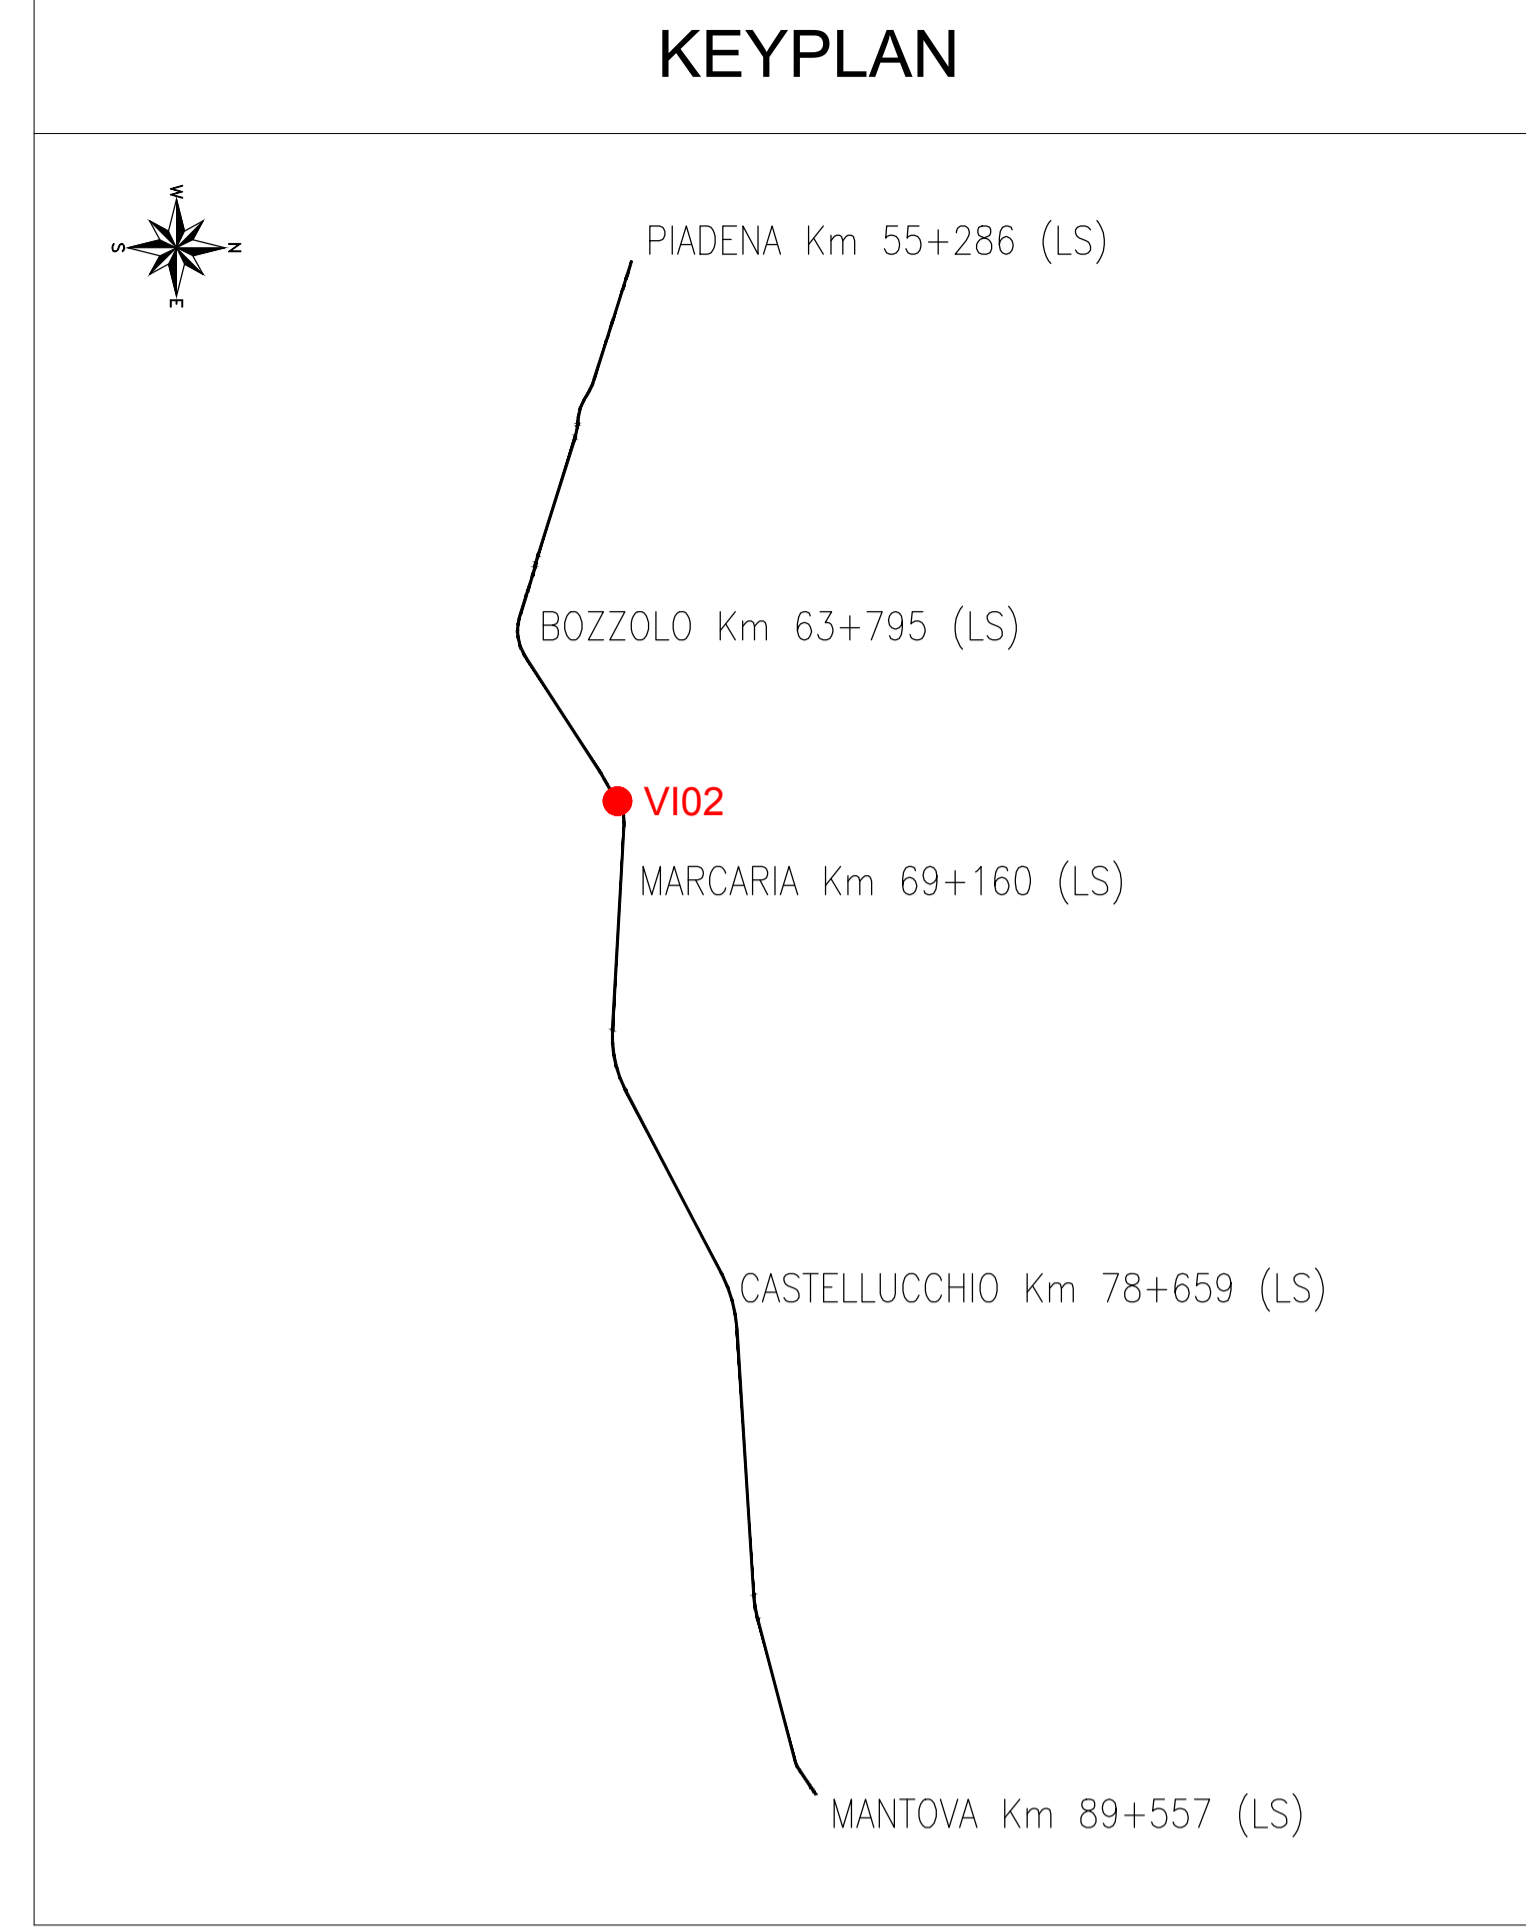 KEYPLAN
W
S
N
E
PIADENA Km 55+286 (LS)
BOZZOLO Km 63+795 (LS)
VI02
MARCARIA Km 69+160 (LS)
CASTELLUCCHIO Km 78+659 (LS)
MANTOVA Km 89+557 (LS)